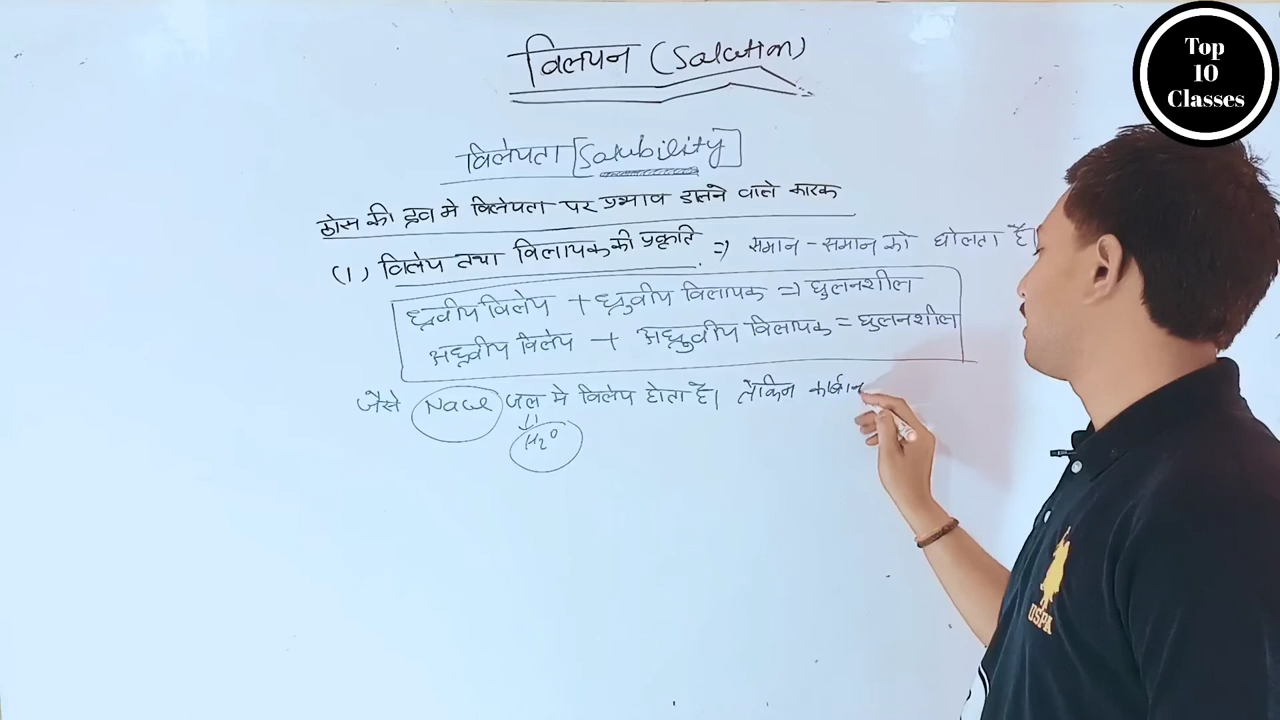 विलयन (Solution)
विलेयता [Solubility]
ठोस की द्रव मे विलेयता पर प्रभाव डालने वाले कारक
(1) विलेय तथा विलायक की प्रकृति => समान - समान को घोलता है।
ध्रुवीय विलेय + ध्रुवीय विलायक => घुलनशील
अध्रुवीय विलेय + अध्रुवीय विलायक = घुलनशील
जैसे NaCl जल मे विलेय होता है। लेकिन कार्बन
H2O
Top
10
Classes
USPA